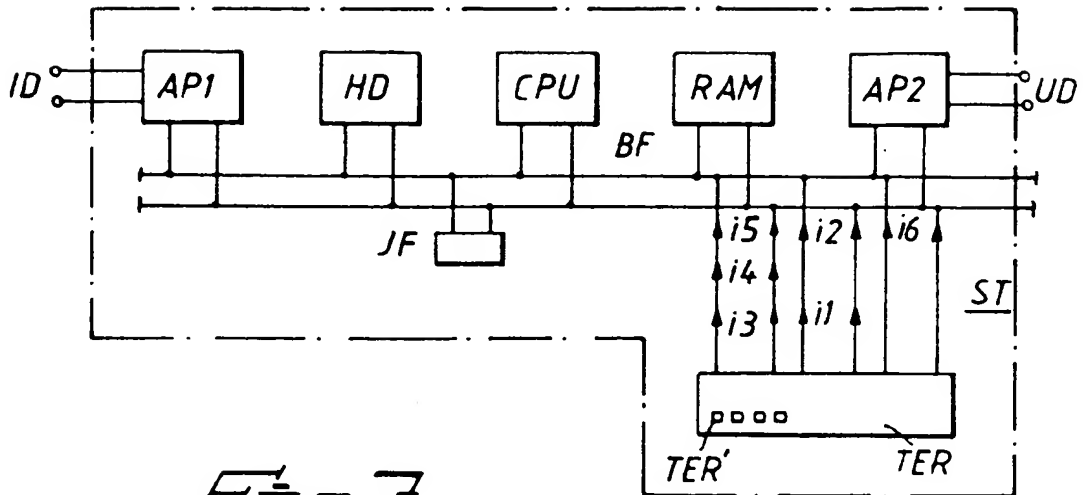 ID AP1 HD CPU RAM AP2 UD
BF
JF i5 i2 i6
i4 ST
i3 i1
TER' TER